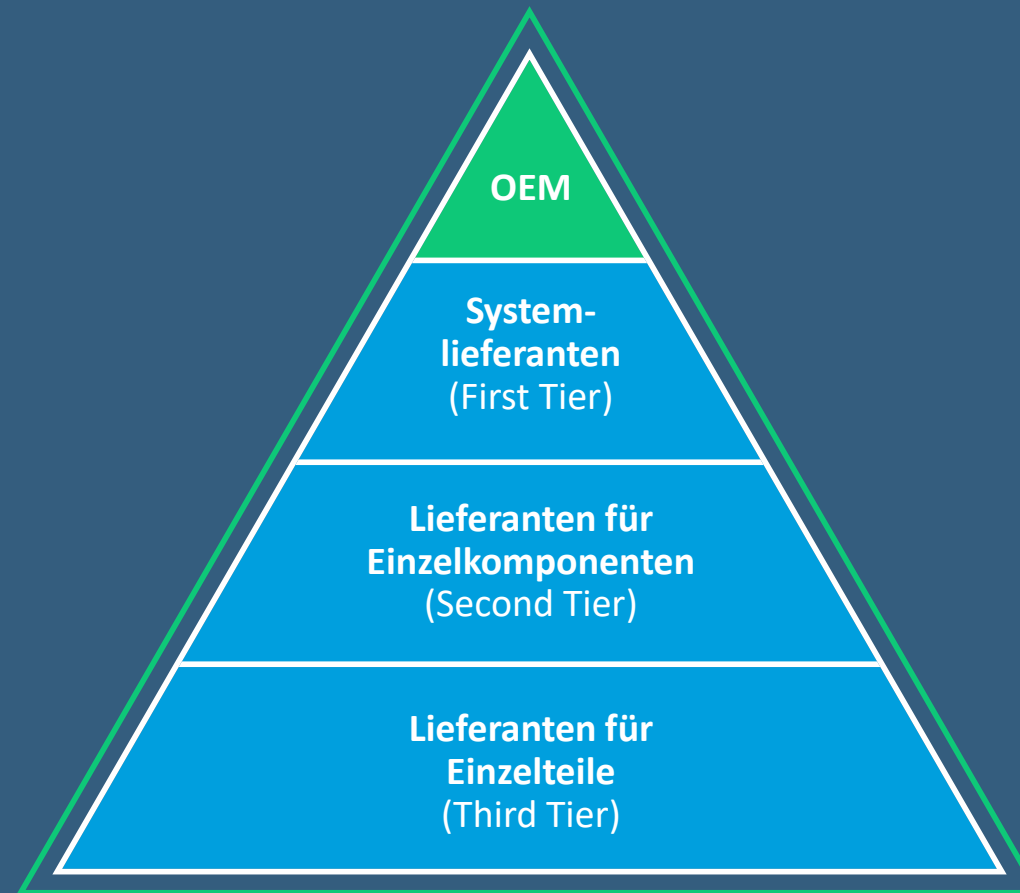 OEM
System-
lieferanten
(First Tier)
Lieferanten für
Einzelkomponenten
(Second Tier)
Lieferanten für
Einzelteile
(Third Tier)